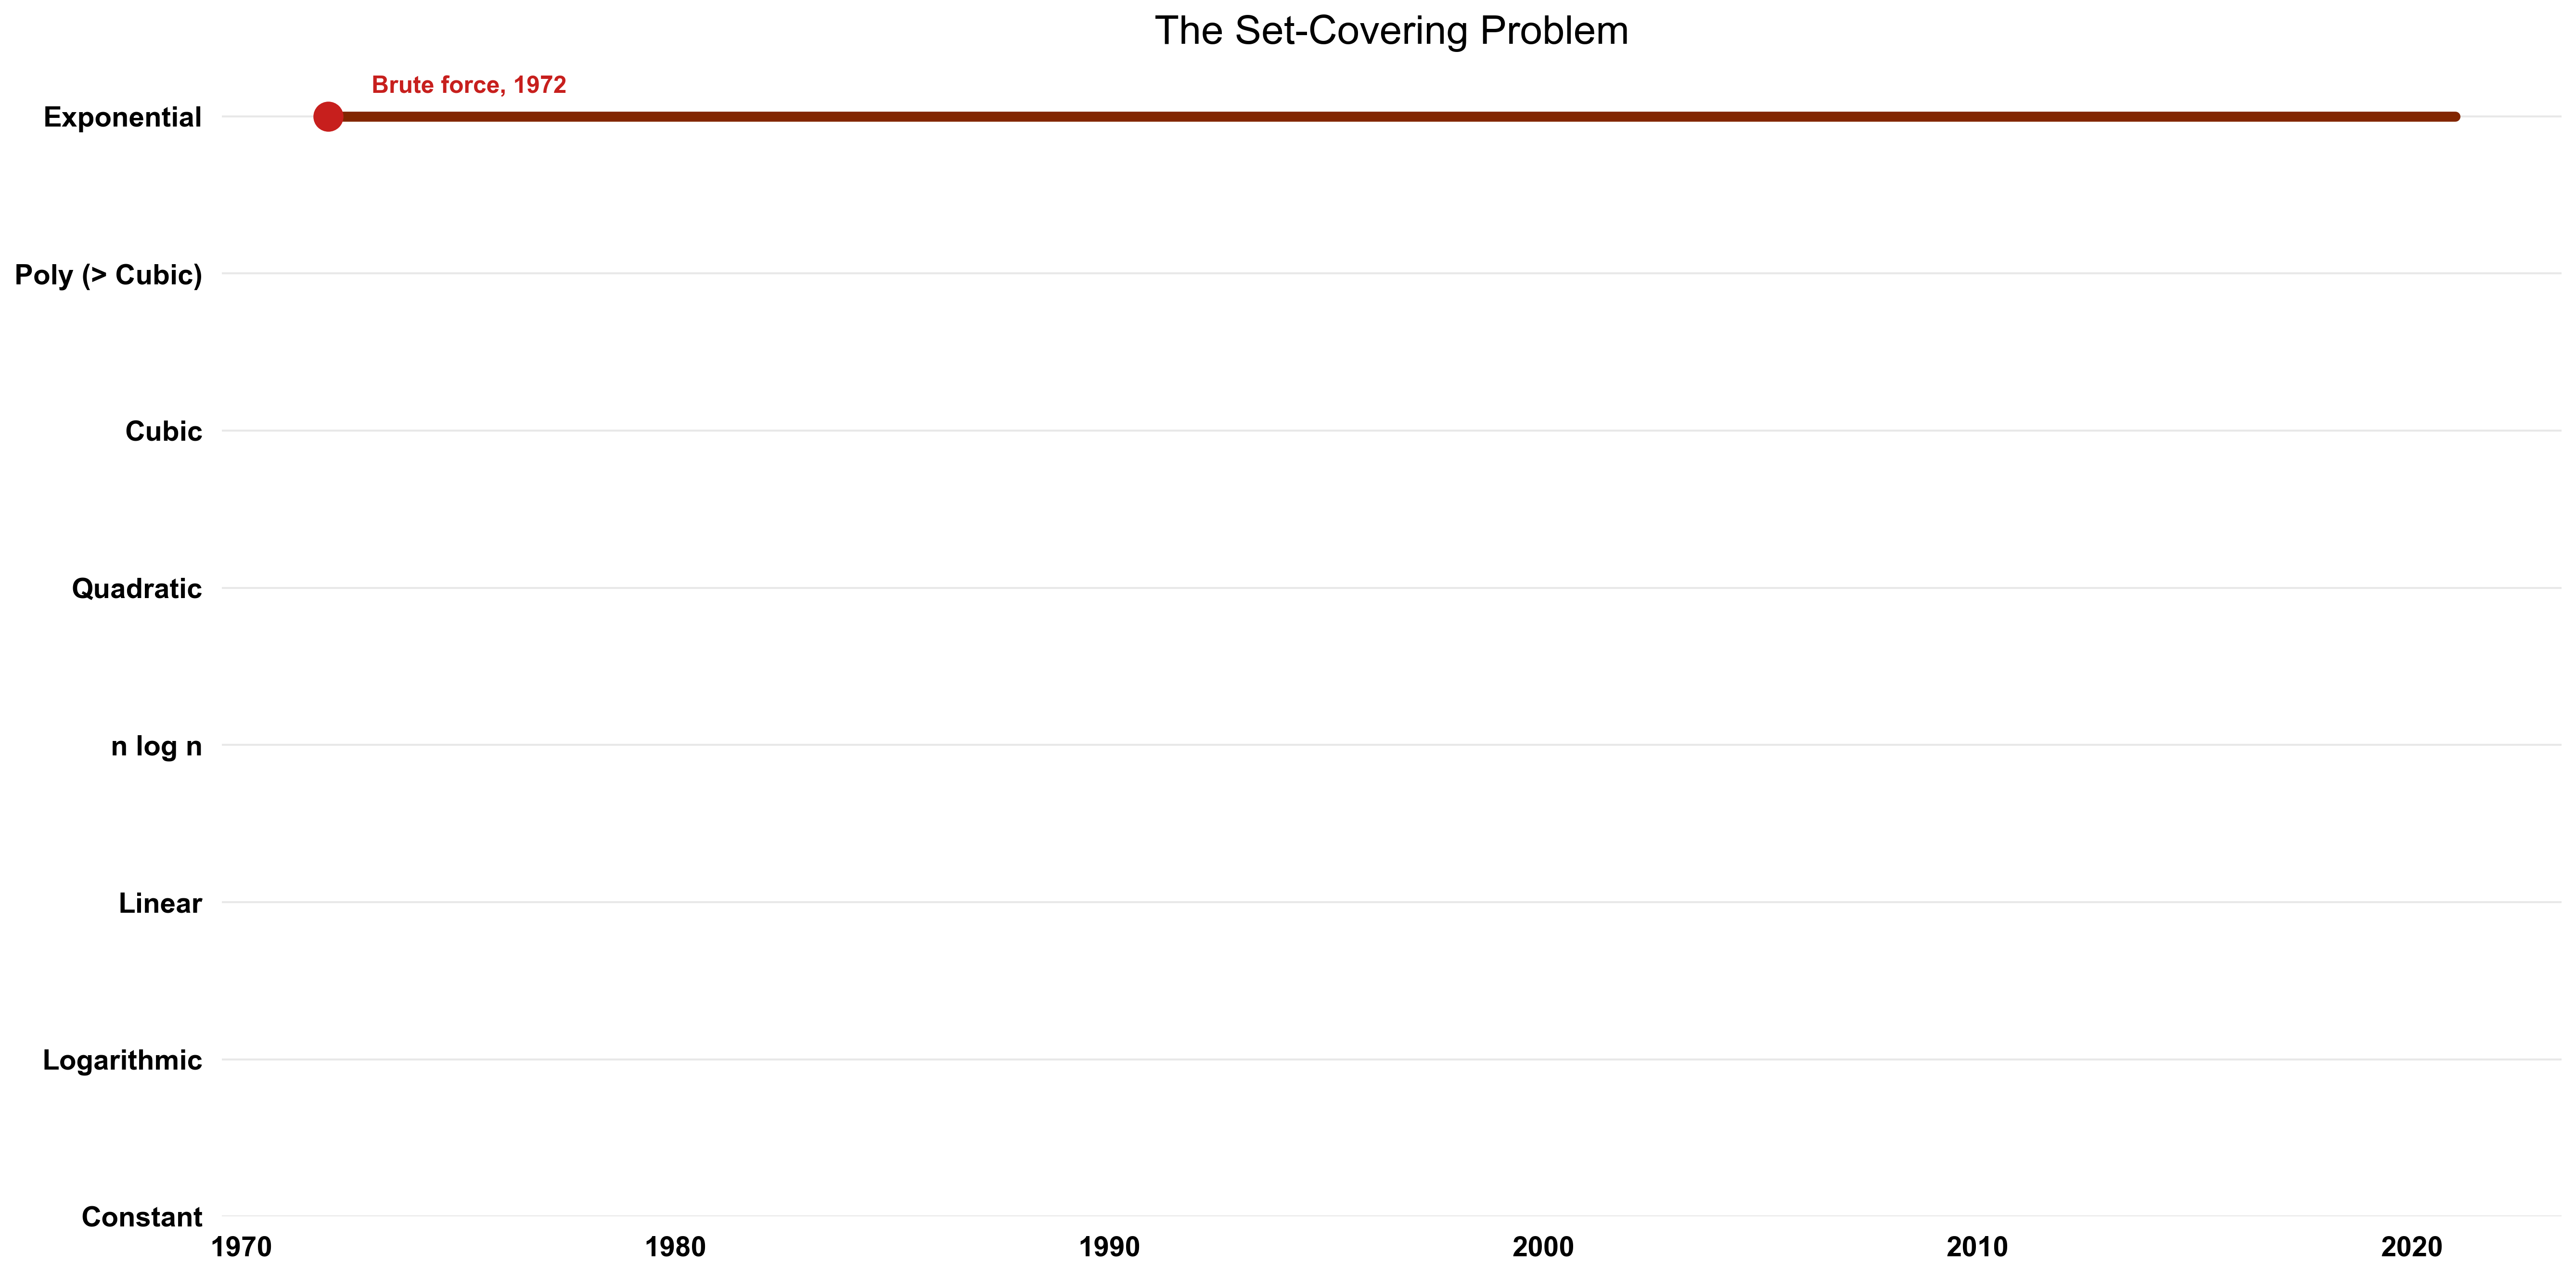 The Set-Covering Problem
Brute force, 1972
Exponential
Poly (> Cubic)
Cubic
Quadratic
n log n
Linear
Logarithmic
Constant
1970 1980 1990 2000 2010 2020